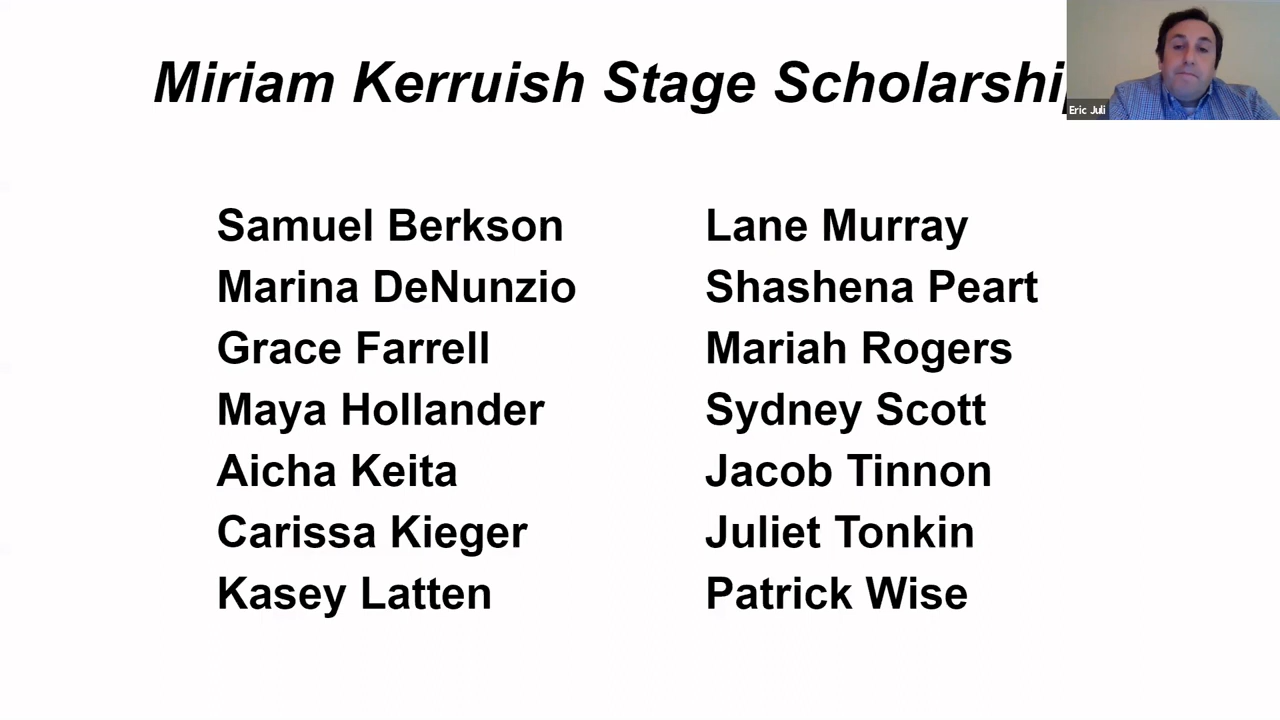 Miriam Kerruish Stage Scholarship
Eric Juli
Samuel Berkson
Marina DeNunzio
Grace Farrell
Maya Hollander
Aicha Keita
Carissa Kieger
Kasey Latten
Lane Murray
Shashena Peart
Mariah Rogers
Sydney Scott
Jacob Tinnon
Juliet Tonkin
Patrick Wise